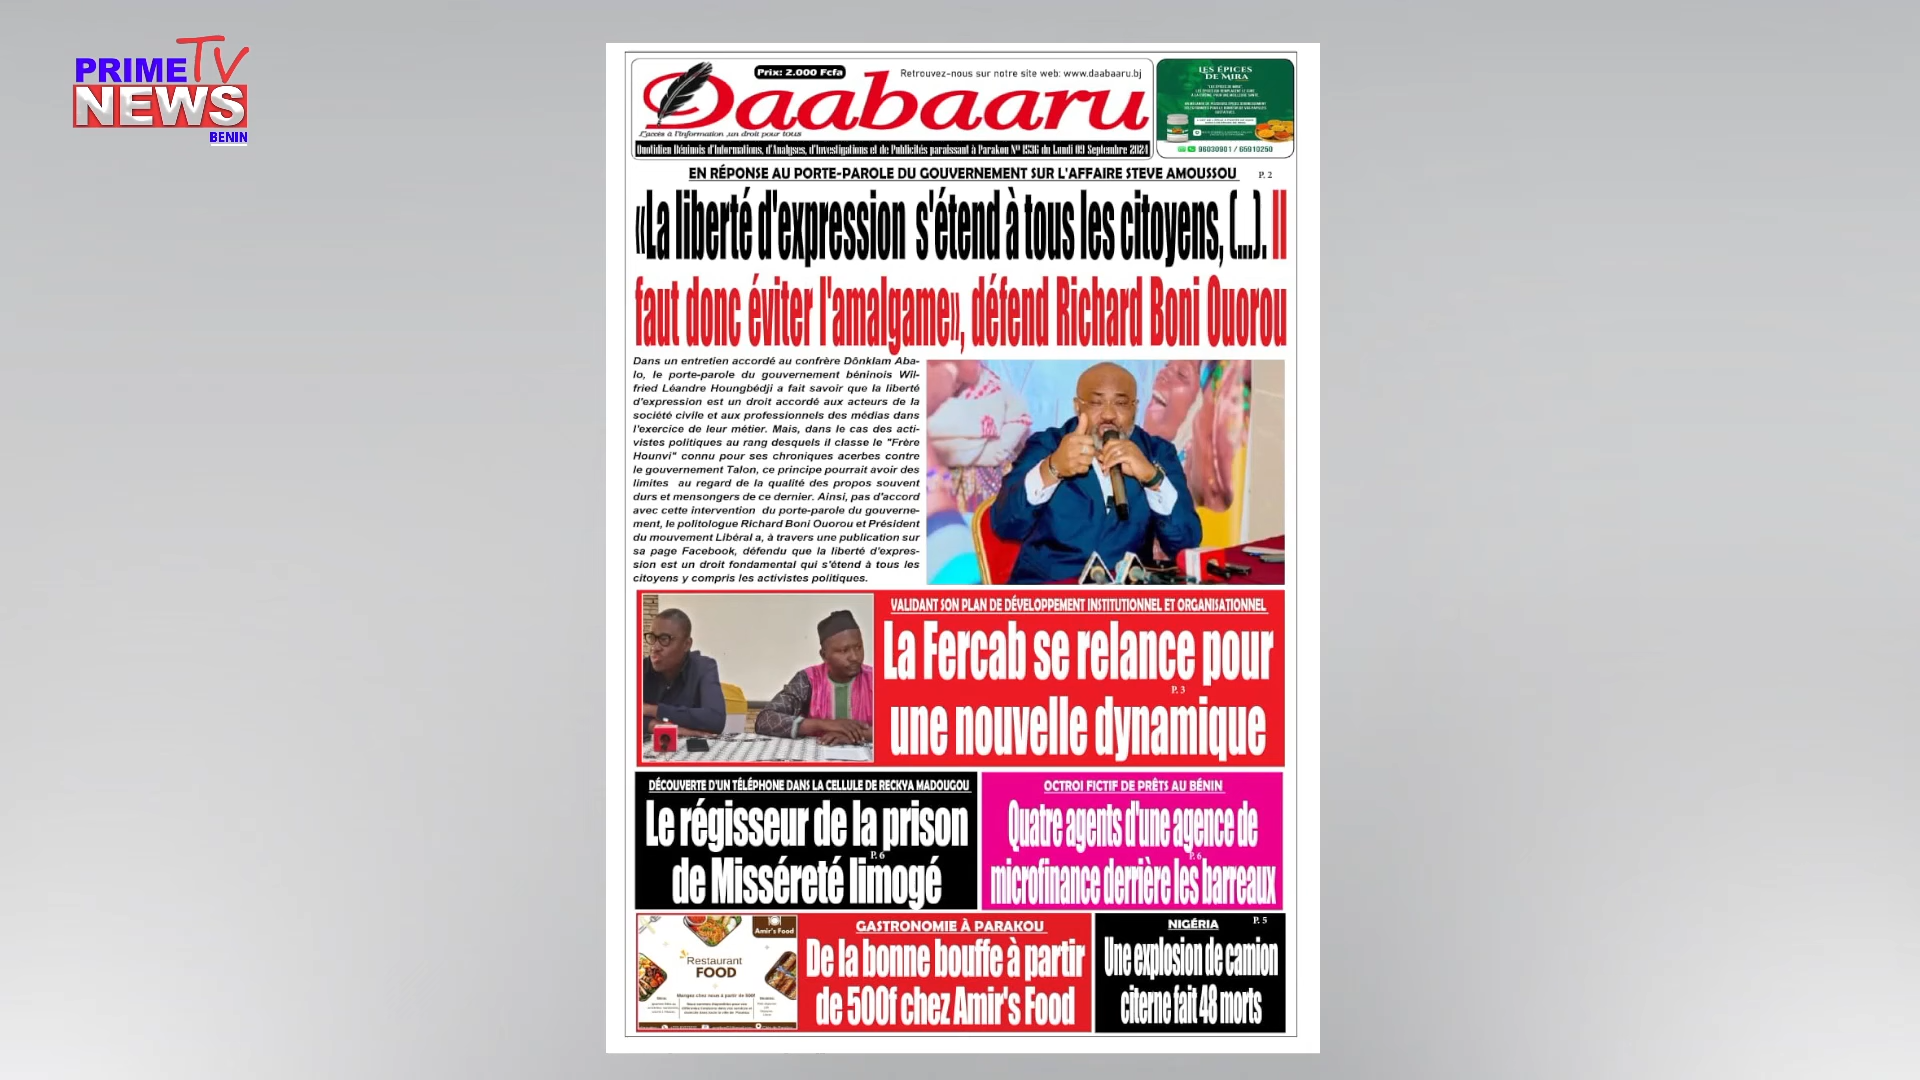 PRIME TV
NEWS
BENIN
Prix: 2.000 Fcfa
Retrouvez-nous sur notre site web: www.daabaaru.bj
Daabaaru
L'accès à l'information ,un droit pour tous
Quotidien Béninois d'Informations, d'Analyses, d'Investigations et de Publicités paraissant à Parakou N° 1536 du Lundi 09 Septembre 2024
LES ÉPICES
DE MIRA
96030901 / 65910250
EN RÉPONSE AU PORTE-PAROLE DU GOUVERNEMENT SUR L'AFFAIRE STEVE AMOUSSOU P. 2
«La liberté d'expression s'étend à tous les citoyens, (...). Il
faut donc éviter l'amalgame», défend Richard Boni Ouorou
Dans un entretien accordé au confrère Dônklam Aba-
lo, le porte-parole du gouvernement béninois Wil-
fried Léandre Houngbédji a fait savoir que la liberté
d'expression est un droit accordé aux acteurs de la
société civile et aux professionnels des médias dans
l'exercice de leur métier. Mais, dans le cas des acti-
vistes politiques au rang desquels il classe le "Frère
Hounvi" connu pour ses chroniques acerbes contre
le gouvernement Talon, ce principe pourrait avoir des
limites au regard de la qualité des propos souvent
durs et mensongers de ce dernier. Ainsi, pas d'accord
avec cette intervention du porte-parole du gouverne-
ment, le politologue Richard Boni Ouorou et Président
du mouvement Libéral a, à travers une publication sur
sa page Facebook, défendu que la liberté d'expres-
sion est un droit fondamental qui s'étend à tous les
citoyens y compris les activistes politiques.
VALIDANT SON PLAN DE DÉVELOPPEMENT INSTITUTIONNEL ET ORGANISATIONNEL
La Fercab se relance pour
P. 3
une nouvelle dynamique
DÉCOUVERTE D'UN TÉLÉPHONE DANS LA CELLULE DE RECKYA MADOUGOU
Le régisseur de la prison
P. 6
de Missérété limogé
OCTROI FICTIF DE PRÊTS AU BÉNIN
Quatre agents d'une agence de
P. 6
microfinance derrière les barreaux
Amir's Food
Restaurant
FOOD
Mangez chez nous à partir de 500f
GASTRONOMIE À PARAKOU
De la bonne bouffe à partir
de 500f chez Amir's Food
P. 5
NIGÉRIA
Une explosion de camion
citerne fait 48 morts